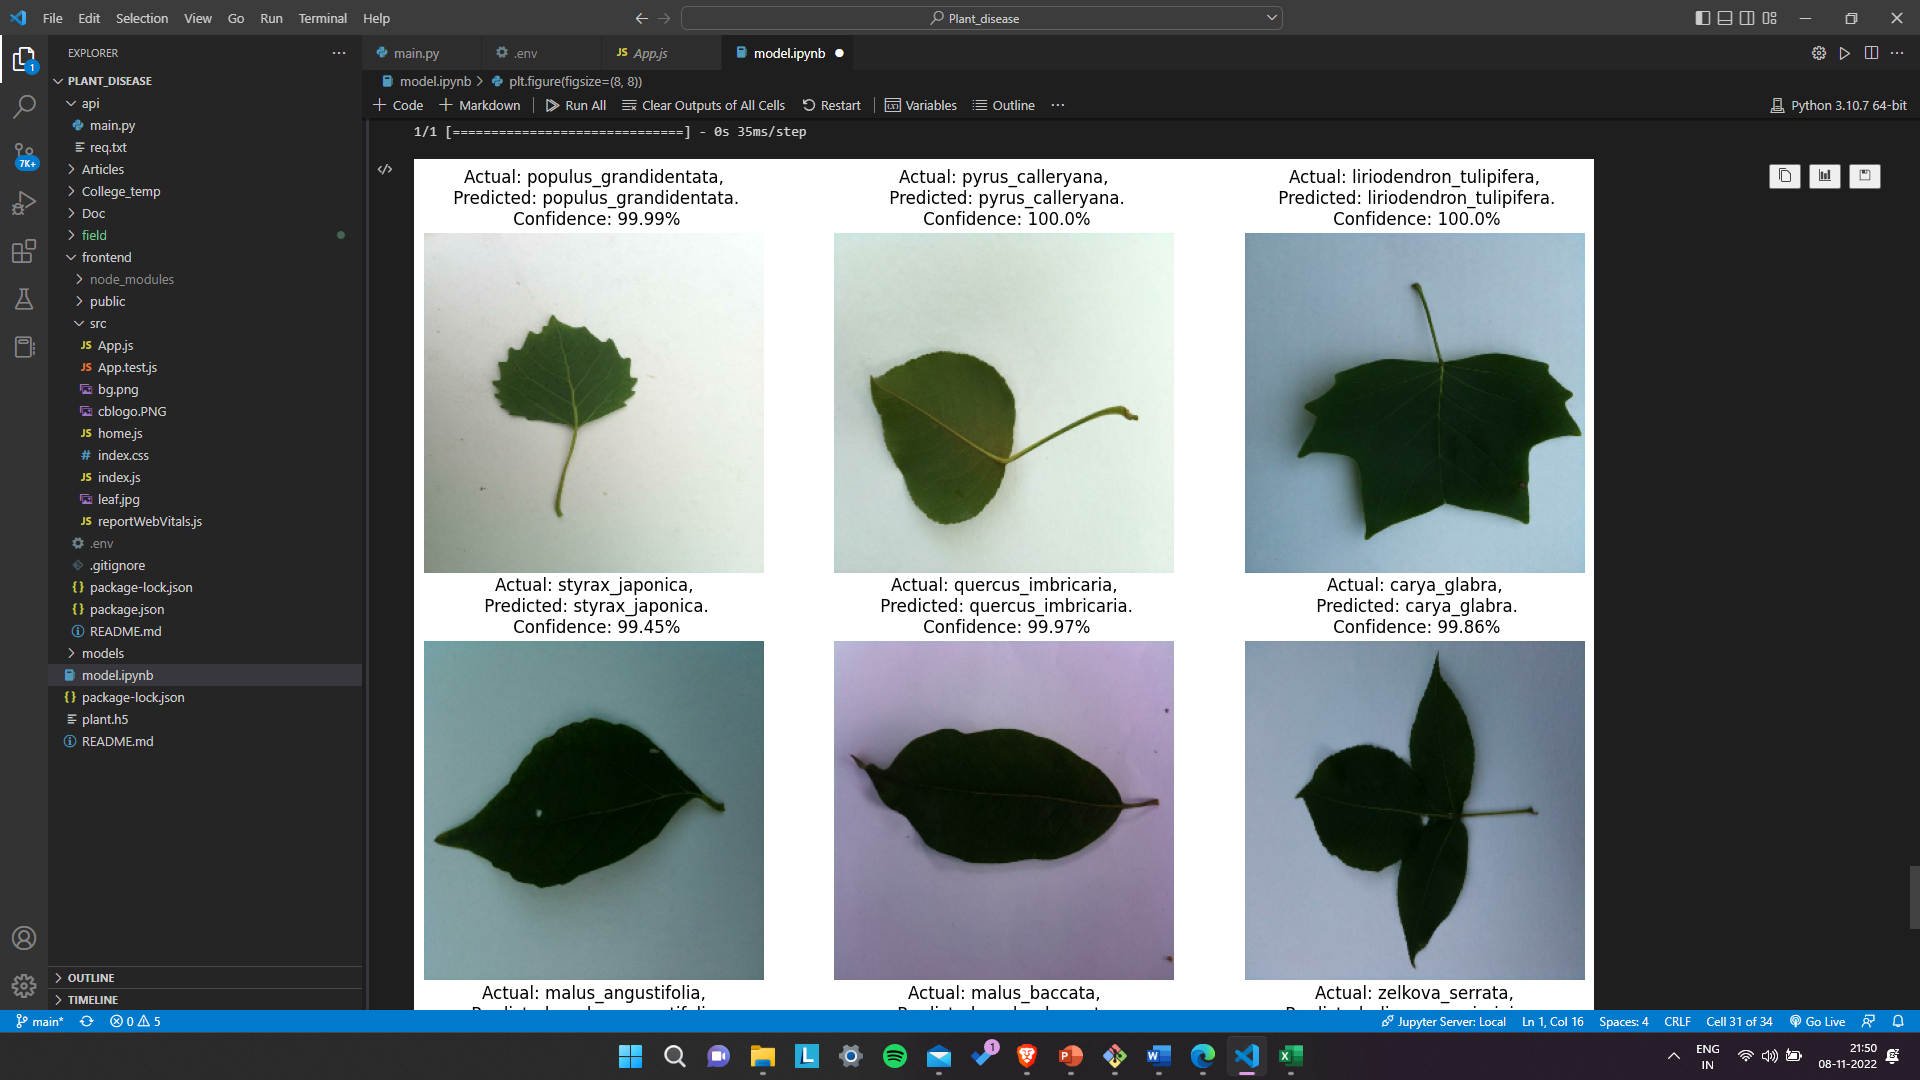 File Edit Selection View Go Run Terminal Help
Plant_disease
EXPLORER
PLANT_DISEASE
api
main.py
req.txt
Articles
College_temp
Doc
field
frontend
node_modules
public
src
JS App.js
JS App.test.js
bg.png
cblogo.PNG
JS home.js
# index.css
JS index.js
leaf.jpg
JS reportWebVitals.js
.env
.gitignore
{} package-lock.json
{} package.json
README.md
models
model.ipynb
{} package-lock.json
plant.h5
README.md
OUTLINE
TIMELINE
1
7K+
main.py
.env
JS App.js
model.ipynb
model.ipynb > plt.figure(figsize=(8, 8))
+ Code + Markdown Run All Clear Outputs of All Cells Restart Variables Outline ...
Python 3.10.7 64-bit
1/1 [==============================] - 0s 35ms/step
Actual: populus_grandidentata,
Predicted: populus_grandidentata.
Confidence: 99.99%
Actual: pyrus_calleryana,
Predicted: pyrus_calleryana.
Confidence: 100.0%
Actual: liriodendron_tulipifera,
Predicted: liriodendron_tulipifera.
Confidence: 100.0%
Actual: styrax_japonica,
Predicted: styrax_japonica.
Confidence: 99.45%
Actual: quercus_imbricaria,
Predicted: quercus_imbricaria.
Confidence: 99.97%
Actual: carya_glabra,
Predicted: carya_glabra.
Confidence: 99.86%
Actual: malus_angustifolia,
Actual: malus_baccata,
Actual: zelkova_serrata,
main*
0
5
Jupyter Server: Local
Ln 1, Col 16
Spaces: 4
CRLF
Cell 31 of 34
Go Live
L
1
P
W
X
ENG
IN
21:50
08-11-2022